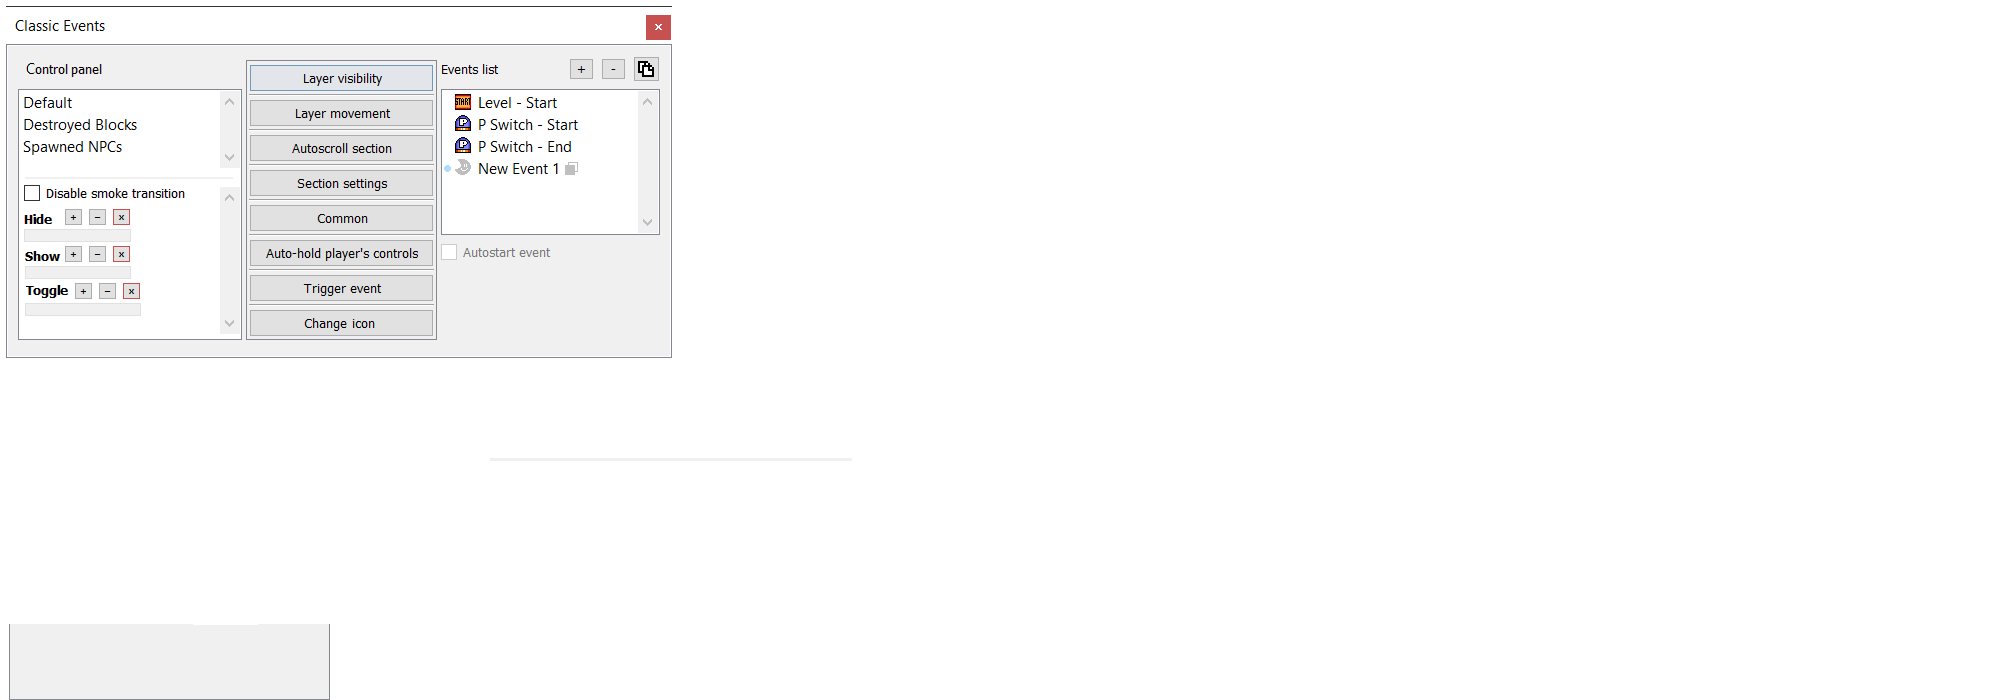 Classic Events
×
Control panel
Default
Destroyed Blocks
Spawned NPCs
Disable smoke transition
Hide + − x
Show + − x
Toggle + − x
Layer visibility
Layer movement
Autoscroll section
Section settings
Common
Auto-hold player's controls
Trigger event
Change icon
Events list + -
START Level - Start
P P Switch - Start
P P Switch - End
New Event 1
Autostart event